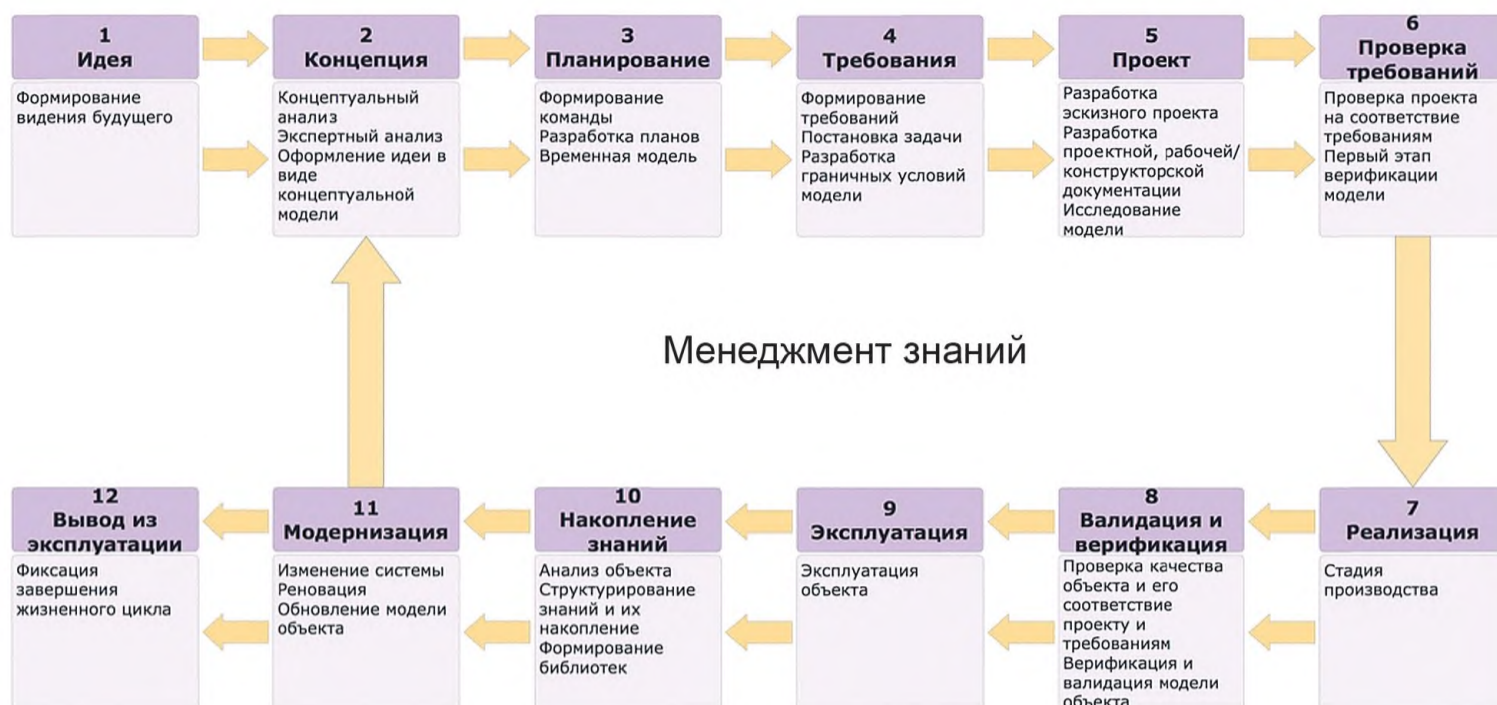 1
Идея
Формирование
видения будущего
2
Концепция
Концептуальный
анализ
Экспертный анализ
Оформление идеи в
виде
концептуальной
модели
3
Планирование
Формирование
команды
Разработка планов
Временная модель
4
Требования
Формирование
требований
Постановка задачи
Разработка
граничных условий
модели
5
Проект
Разработка
эскизного проекта
Разработка
проектной, рабочей/
конструкторской
документации
Исследование
модели
6
Проверка
требований
Проверка проекта
на соответствие
требованиям
Первый этап
верификации
модели
Менеджмент знаний
7
Реализация
Стадия
производства
8
Валидация и
верификация
Проверка качества
объекта и его
соответствие
проекту и
требованиям
Верификация и
валидация модели
объекта
9
Эксплуатация
Эксплуатация
объекта
10
Накопление
знаний
Анализ объекта
Структурирование
знаний и их
накопление
Формирование
библиотек
11
Модернизация
Изменение системы
Реновация
Обновление модели
объекта
12
Вывод из
эксплуатации
Фиксация
завершения
жизненного цикла